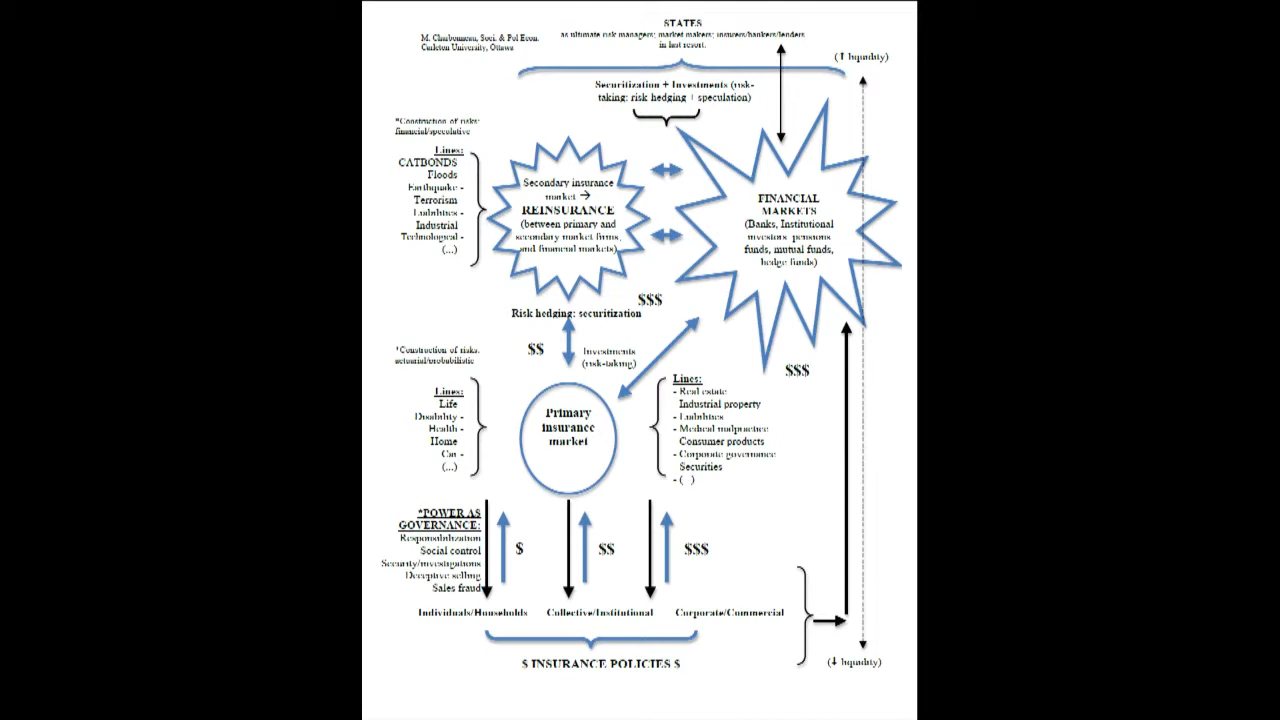 STATES
as ultimate risk managers; market makers; insurers/bankers/lenders
in last resort.
M. Charbonneau, Soci. & Pol Econ.
Carleton University, Ottawa
(↑ liquidity)
Securitization + Investments (risk-
taking: risk hedging + speculation)
*Construction of risks:
financial/speculative
Lines:
CATBONDS
Floods
Earthquake -
Terrorism
Liabilities -
Industrial
Technological -
(...)
Secondary insurance
market →
REINSURANCE
(between primary and
secondary market firms,
and financial markets)
FINANCIAL
MARKETS
(Banks, Institutional
investors pensions
funds, mutual funds,
hedge funds)
$$$
Risk hedging: securitization
$$
Investments
(risk-taking)
$$$
*Construction of risks:
actuarial/probabilistic
Lines:
Life
Disability -
Health -
Home
Car -
(...)
Primary
insurance
market
Lines:
- Real estate
Industrial property
- Liabilities
- Medical malpractice
Consumer products
- Corporate governance
Securities
- ( )
*POWER AS
GOVERNANCE:
Responsibilization
Social control
Security/investigations
Deceptive selling
Sales fraud
$
$$
$$$
Individuals/Households
Collective/Institutional
Corporate/Commercial
$ INSURANCE POLICIES $
(↓ liquidity)